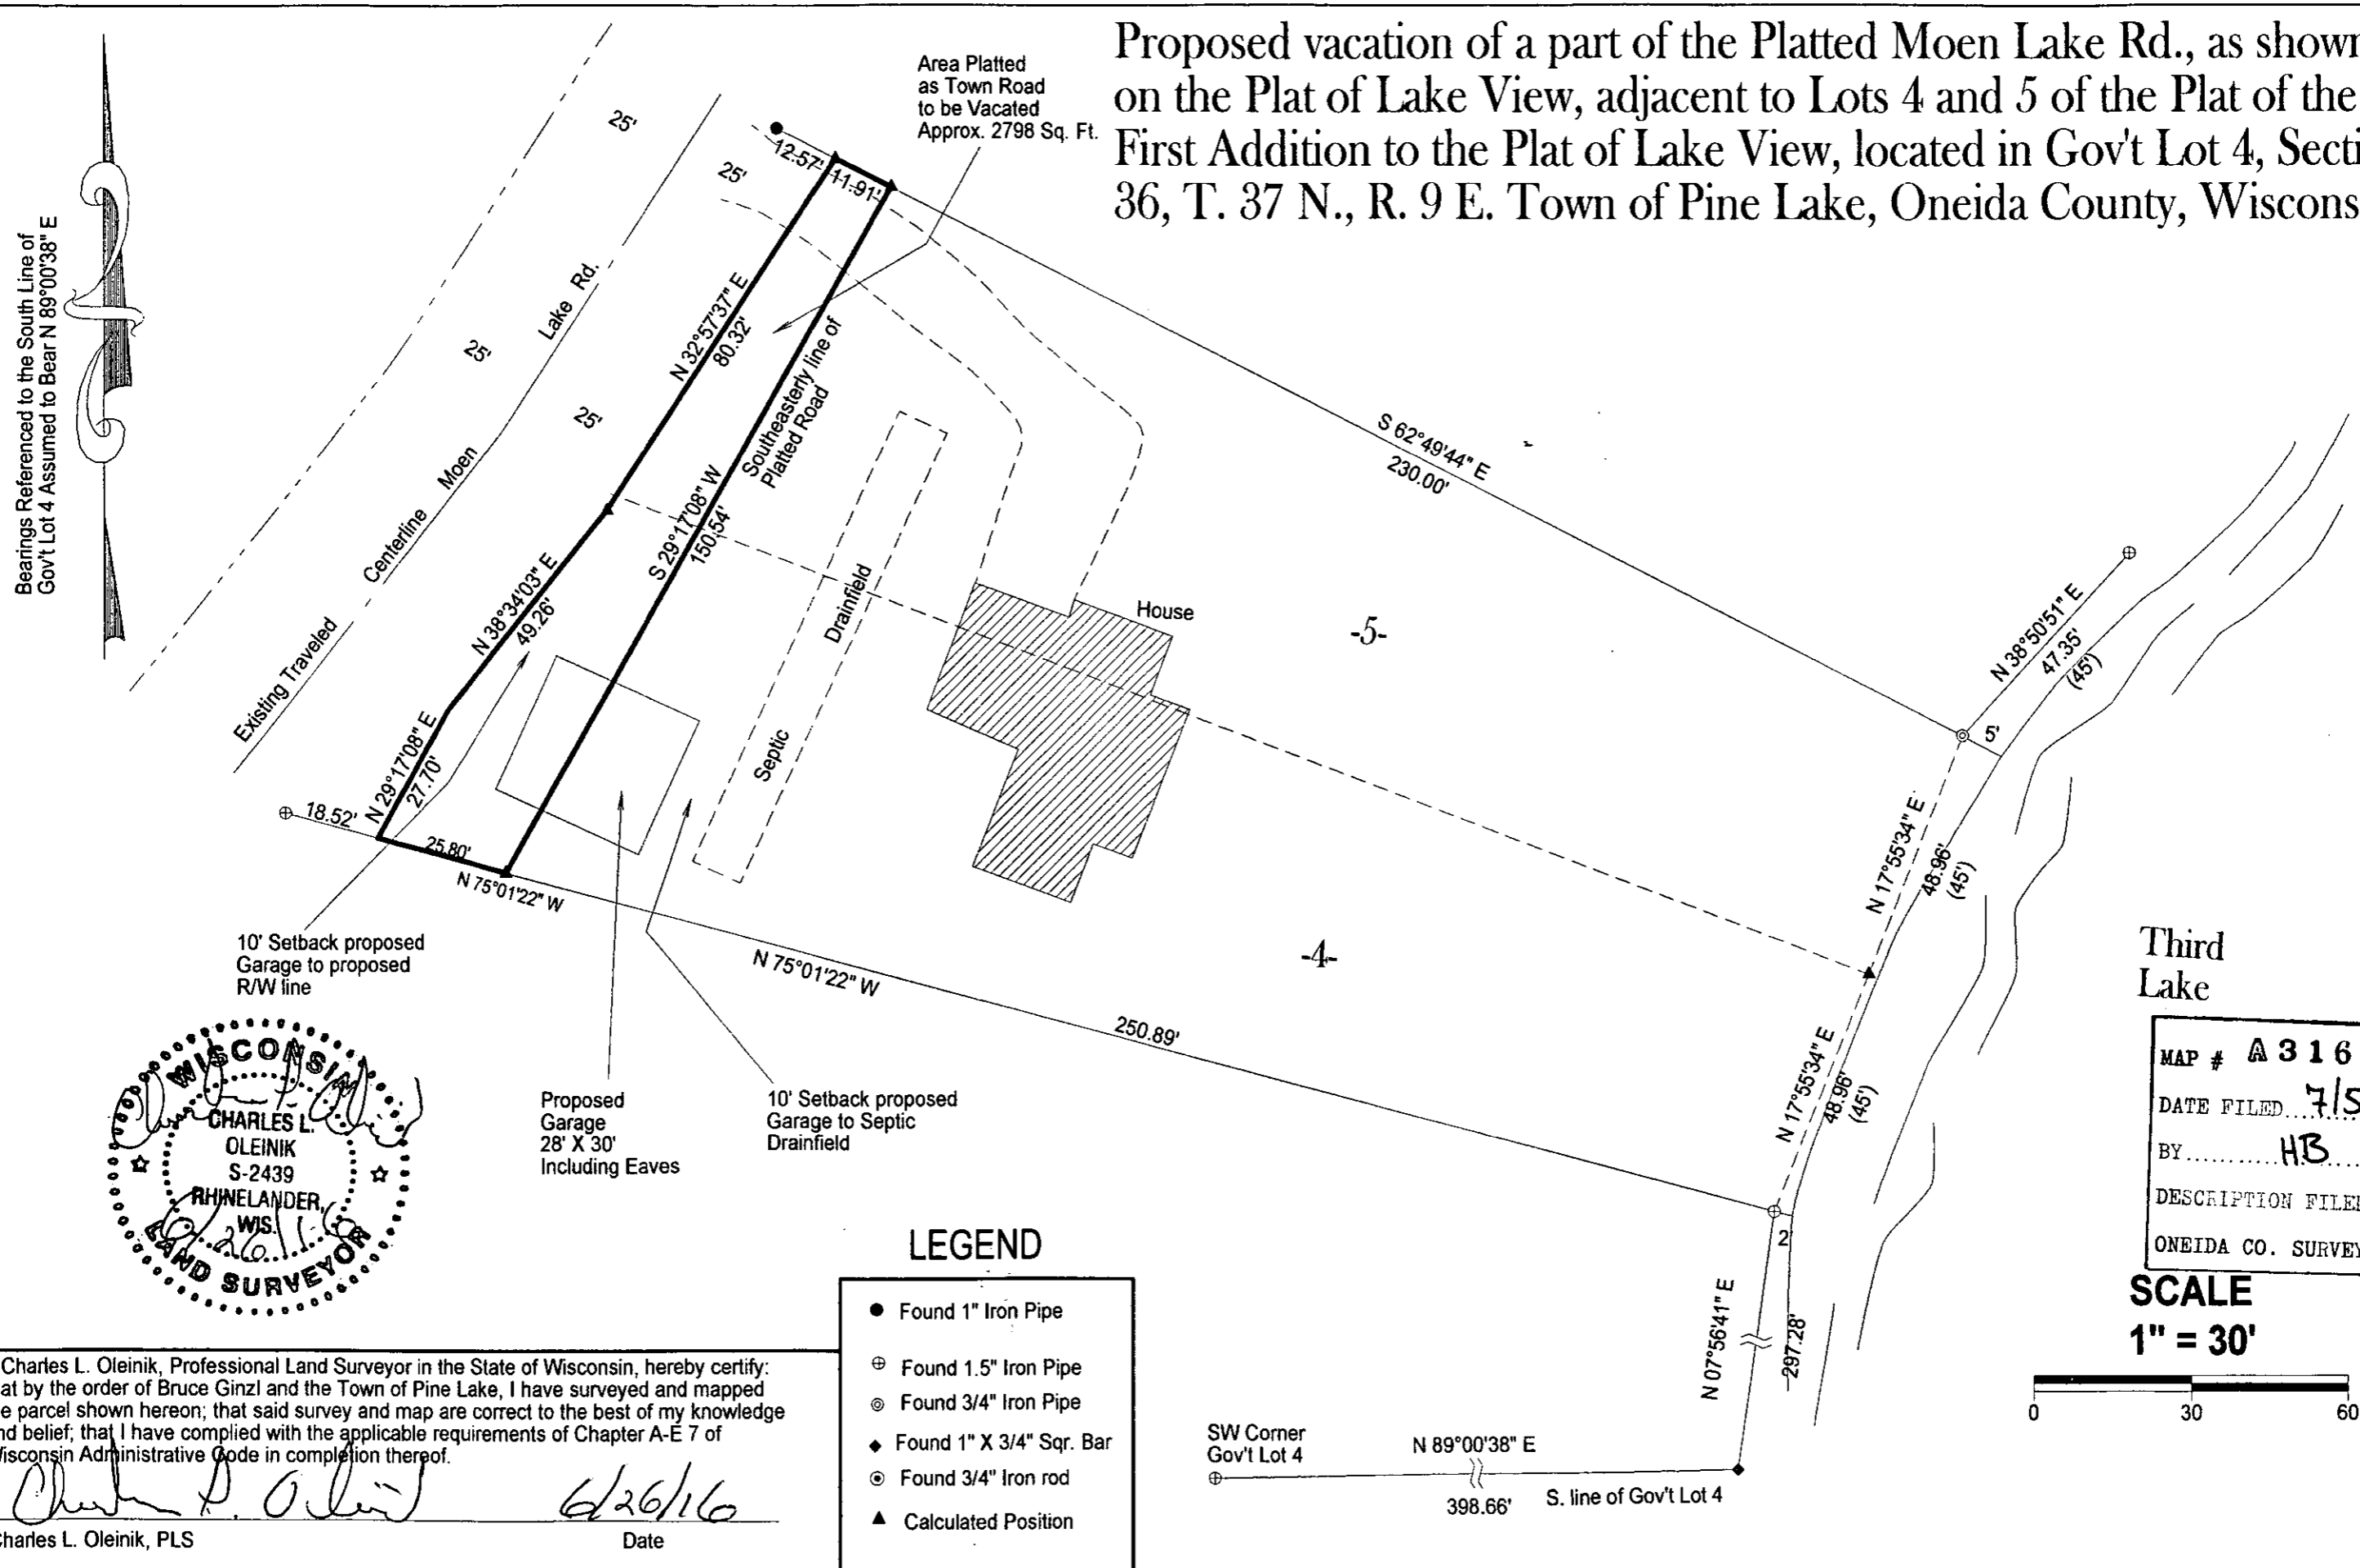 Proposed vacation of a part of the Platted Moen Lake Rd., as shown
on the Plat of Lake View, adjacent to Lots 4 and 5 of the Plat of the
First Addition to the Plat of Lake View, located in Gov't Lot 4, Secti
36, T. 37 N., R. 9 E. Town of Pine Lake, Oneida County, Wiscons
Bearings Referenced to the South Line of
Gov't Lot 4 Assumed to Bear N 89°00'38" E
Area Platted
as Town Road
to be Vacated
Approx. 2798 Sq. Ft.
25'
25'
25'
25'
12.57'
11.91'
Existing Traveled Centerline Moen Lake Rd.
N 32°57'37" E
80.32'
Southeasterly line of
Platted Road
S 29°17'08" W
150.54'
N 38°34'03" E
49.26'
N 29°17'08" E
27.70'
18.52'
25.80'
N 75°01'22" W
Septic Drainfield
House
-5-
S 62°49'44" E
230.00'
N 38°50'51" E
47.35'
(45')
5'
N 17°55'34" E
48.96'
(45')
-4-
N 75°01'22" W
250.89'
N 17°55'34" E
48.96'
(45')
2'
N 07°56'41" E
297.28'
Third
Lake
10' Setback proposed
Garage to proposed
R/W line
Proposed
Garage
28' X 30'
Including Eaves
10' Setback proposed
Garage to Septic
Drainfield
WISCONSIN
CHARLES L.
OLEINIK
S-2439
RHINELANDER,
WIS.
LAND SURVEYOR
MAP # A316
DATE FILED 7/5
BY HB
DESCRIPTION FILE
ONEIDA CO. SURVEY
SCALE
1" = 30'
0 30 60
LEGEND
Found 1" Iron Pipe
Found 1.5" Iron Pipe
Found 3/4" Iron Pipe
Found 1" X 3/4" Sqr. Bar
Found 3/4" Iron rod
Calculated Position
SW Corner
Gov't Lot 4
N 89°00'38" E
398.66'
S. line of Gov't Lot 4
Charles L. Oleinik, Professional Land Surveyor in the State of Wisconsin, hereby certify:
at by the order of Bruce Ginzl and the Town of Pine Lake, I have surveyed and mapped
e parcel shown hereon; that said survey and map are correct to the best of my knowledge
nd belief; that I have complied with the applicable requirements of Chapter A-E 7 of
Wisconsin Administrative Code in completion thereof.
6/26/16
Charles L. Oleinik, PLS
Date